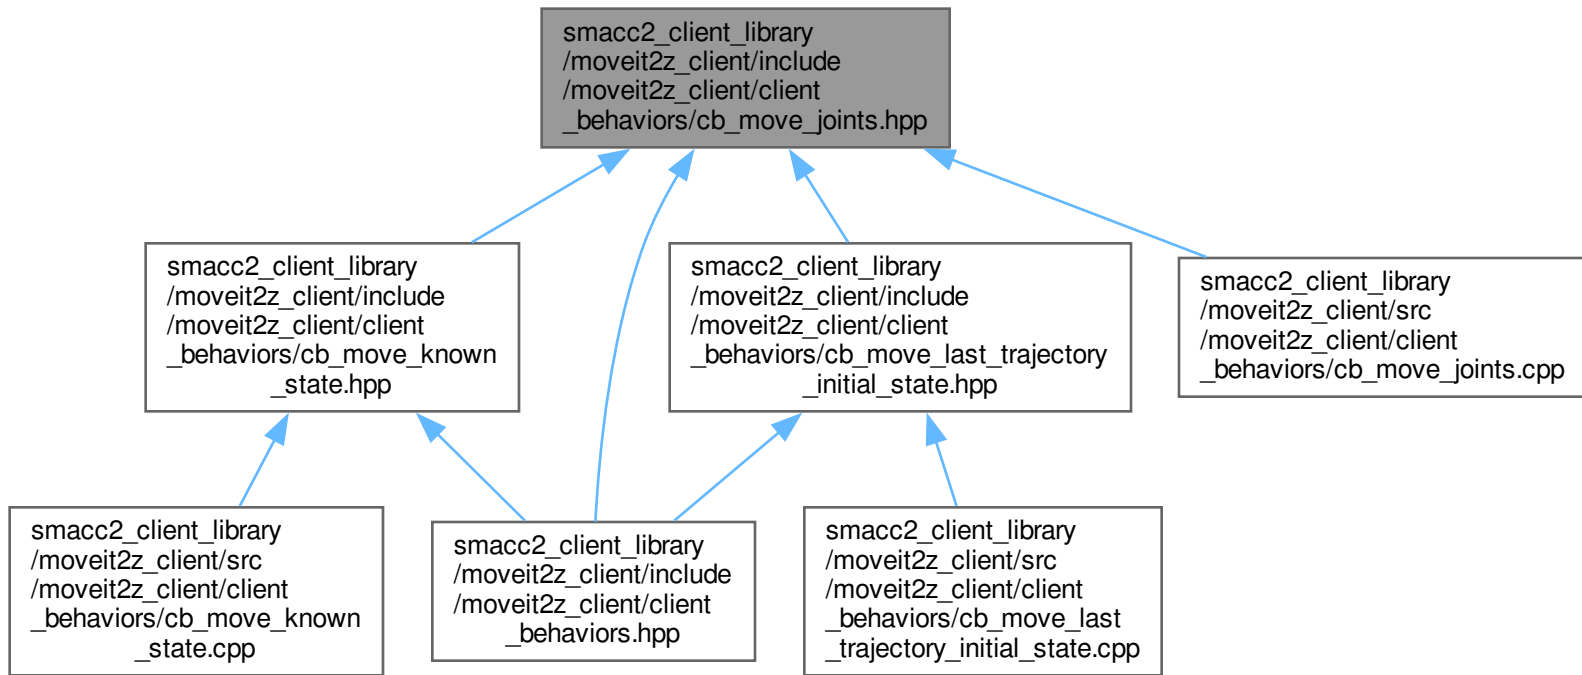 smacc2_client_library
/moveit2z_client/include
/moveit2z_client/client
_behaviors/cb_move_joints.hpp
smacc2_client_library
/moveit2z_client/include
/moveit2z_client/client
_behaviors/cb_move_known
_state.hpp
smacc2_client_library
/moveit2z_client/include
/moveit2z_client/client
_behaviors/cb_move_last_trajectory
_initial_state.hpp
smacc2_client_library
/moveit2z_client/src
/moveit2z_client/client
_behaviors/cb_move_joints.cpp
smacc2_client_library
/moveit2z_client/src
/moveit2z_client/client
_behaviors/cb_move_known
_state.cpp
smacc2_client_library
/moveit2z_client/include
/moveit2z_client/client
_behaviors.hpp
smacc2_client_library
/moveit2z_client/src
/moveit2z_client/client
_behaviors/cb_move_last
_trajectory_initial_state.cpp